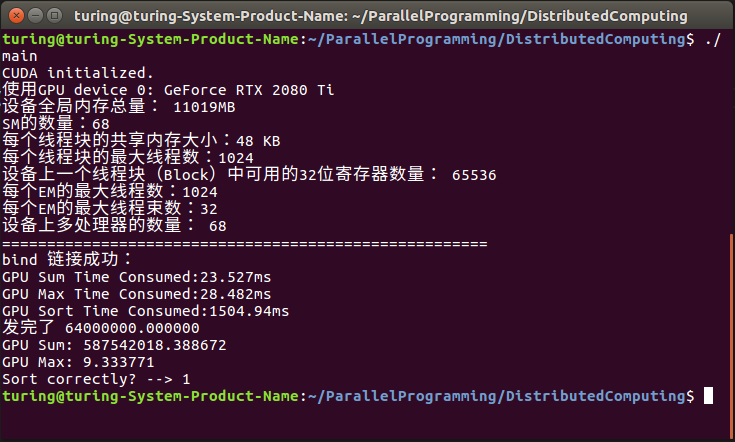 turing@turing-System-Product-Name: ~/ParallelProgramming/DistributedComputing
turing@turing-System-Product-Name:~/ParallelProgramming/DistributedComputing$ ./
main
CUDA initialized.
使用GPU device 0: GeForce RTX 2080 Ti
设备全局内存总量： 11019MB
SM的数量：68
每个线程块的共享内存大小：48 KB
每个线程块的最大线程数：1024
设备上一个线程块（Block）中可用的32位寄存器数量： 65536
每个EM的最大线程数：1024
每个EM的最大线程束数：32
设备上多处理器的数量： 68
======================================================
bind 链接成功：
GPU Sum Time Consumed:23.527ms
GPU Max Time Consumed:28.482ms
GPU Sort Time Consumed:1504.94ms
发完了 64000000.000000
GPU Sum: 587542018.388672
GPU Max: 9.333771
Sort correctly? --> 1
turing@turing-System-Product-Name:~/ParallelProgramming/DistributedComputing$